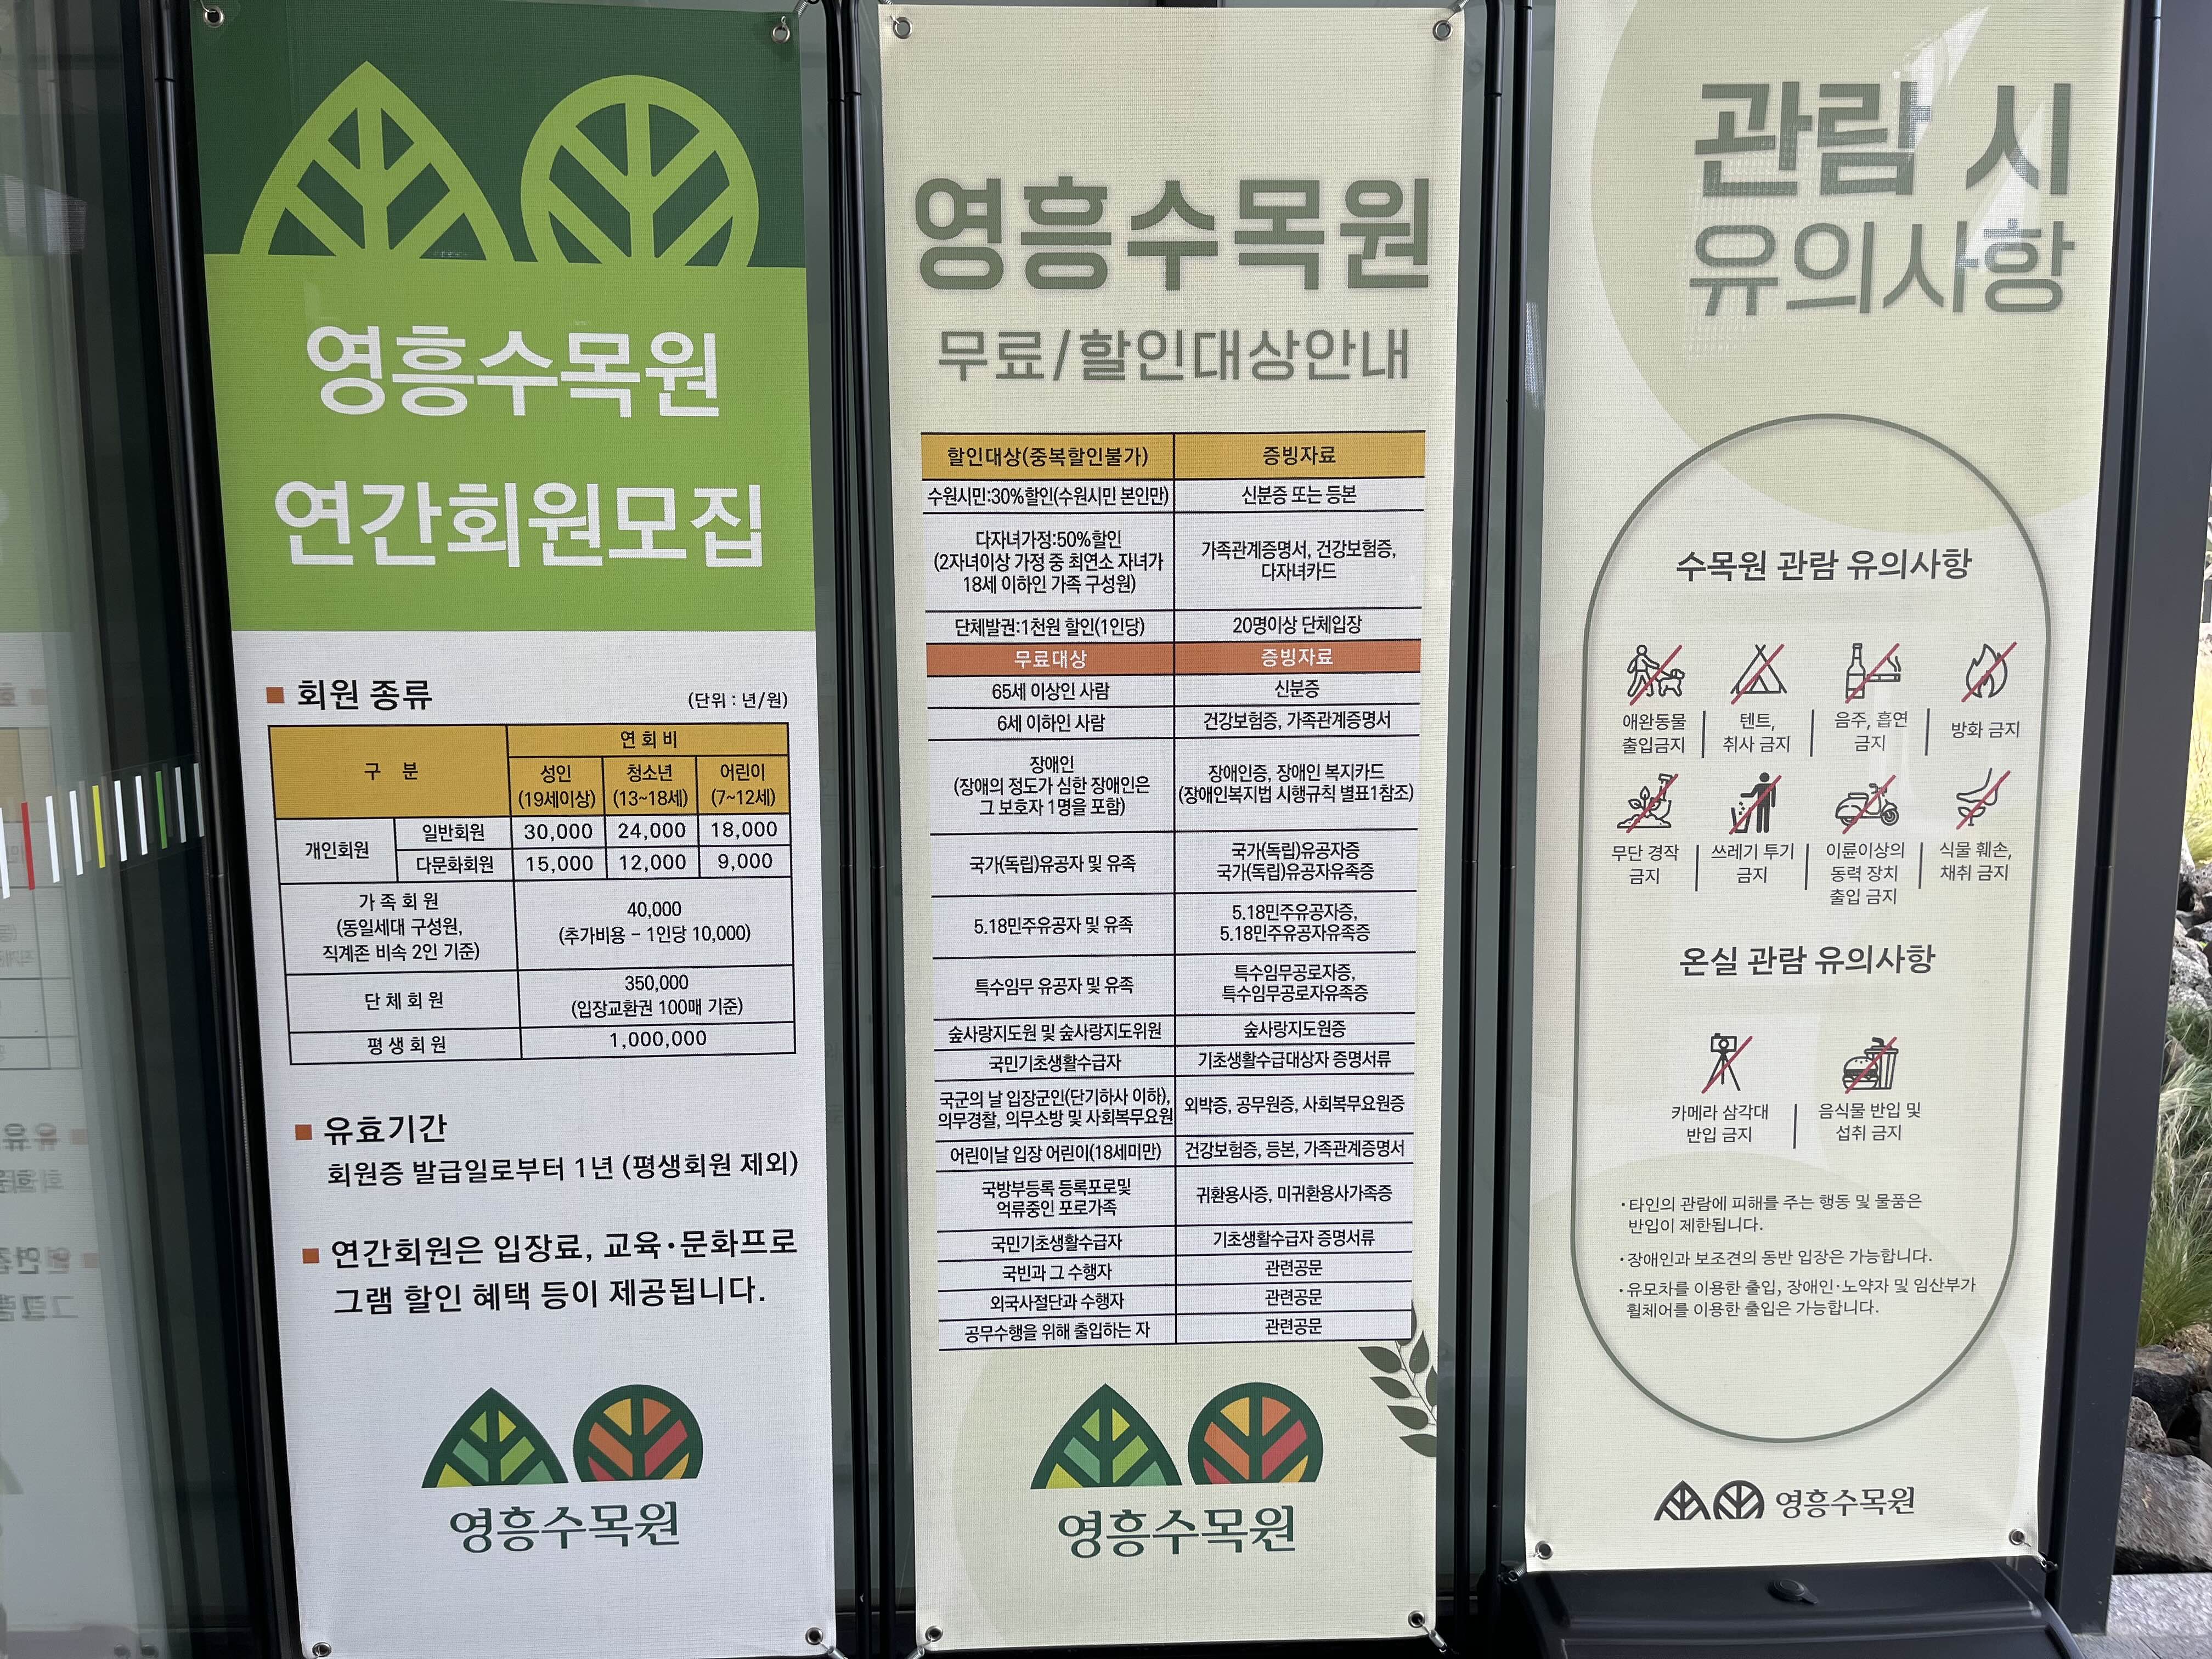 영흥수목원
연간회원모집
■ 회원 종류
(단위 : 년/원)
구 분
연 회 비
성인
(19세이상)
청소년
(13~18세)
어린이
(7~12세)
개인회원
일반회원
30,000
24,000
18,000
다문화회원
15,000
12,000
9,000
가 족 회 원
(동일세대 구성원,
직계존 비속 2인 기준)
40,000
(추가비용 - 1인당 10,000)
단 체 회 원
350,000
(입장교환권 100매 기준)
평 생 회 원
1,000,000
■ 유효기간
회원증 발급일로부터 1년 (평생회원 제외)
■ 연간회원은 입장료, 교육·문화프로
그램 할인 혜택 등이 제공됩니다.
영흥수목원
영흥수목원
무료/할인대상안내
할인대상(중복할인불가)
증빙자료
수원시민:30%할인(수원시민 본인만)
신분증 또는 등본
다자녀가정:50%할인
(2자녀이상 가정 중 최연소 자녀가
18세 이하인 가족 구성원)
가족관계증명서, 건강보험증,
다자녀카드
단체발권:1천원 할인(1인당)
20명이상 단체입장
무료대상
증빙자료
65세 이상인 사람
신분증
6세 이하인 사람
건강보험증, 가족관계증명서
장애인
(장애의 정도가 심한 장애인은
그 보호자 1명을 포함)
장애인증, 장애인 복지카드
(장애인복지법 시행규칙 별표1참조)
국가(독립)유공자 및 유족
국가(독립)유공자증
국가(독립)유공자유족증
5.18민주유공자 및 유족
5.18민주유공자증,
5.18민주유공자유족증
특수임무 유공자 및 유족
특수임무공로자증,
특수임무공로자유족증
숲사랑지도원 및 숲사랑지도위원
숲사랑지도원증
국민기초생활수급자
기초생활수급대상자 증명서류
국군의 날 입장군인(단기하사 이하),
의무경찰, 의무소방 및 사회복무요원
외박증, 공무원증, 사회복무요원증
어린이날 입장 어린이(18세미만)
건강보험증, 등본, 가족관계증명서
국방부등록 등록포로및
억류중인 포로가족
귀환용사증, 미귀환용사가족증
국민기초생활수급자
기초생활수급자 증명서류
국빈과 그 수행자
관련공문
외국사절단과 수행자
관련공문
공무수행을 위해 출입하는 자
관련공문
영흥수목원
관람 시
유의사항
수목원 관람 유의사항
애완동물
출입금지
텐트,
취사 금지
음주, 흡연
금지
방화 금지
무단 경작
금지
쓰레기 투기
금지
이륜이상의
동력 장치
출입 금지
식물 훼손,
채취 금지
온실 관람 유의사항
카메라 삼각대
반입 금지
음식물 반입 및
섭취 금지
·타인의 관람에 피해를 주는 행동 및 물품은
반입이 제한됩니다.
·장애인과 보조견의 동반 입장은 가능합니다.
·유모차를 이용한 출입, 장애인·노약자 및 임산부가
휠체어를 이용한 출입은 가능합니다.
영흥수목원